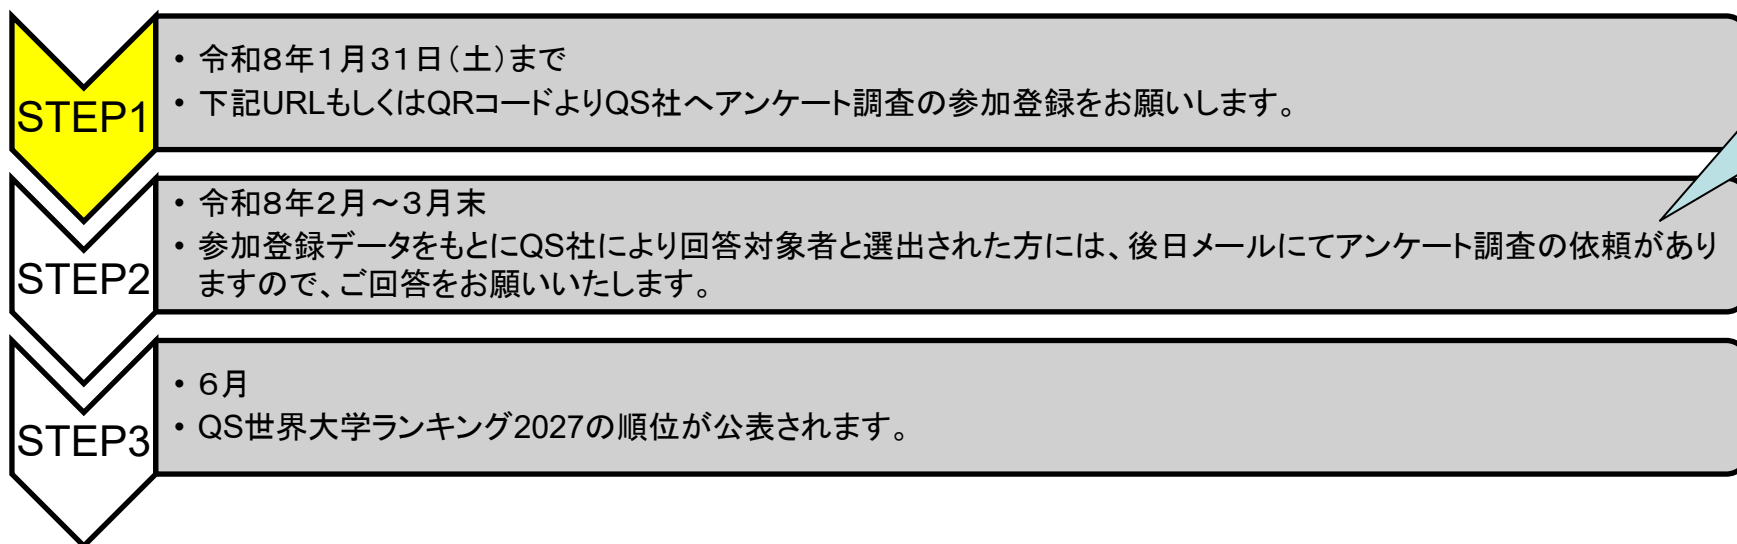 STEP1
・令和8年1月31日（土）まで
・下記URLもしくはQRコードよりQS社へアンケート調査の参加登録をお願いします。
STEP2
・令和8年２月～３月末
・参加登録データをもとにQS社により回答対象者と選出された方には、後日メールにてアンケート調査の依頼があり
ますので、ご回答をお願いいたします。
STEP3
・６月
・QS世界大学ランキング2027の順位が公表されます。